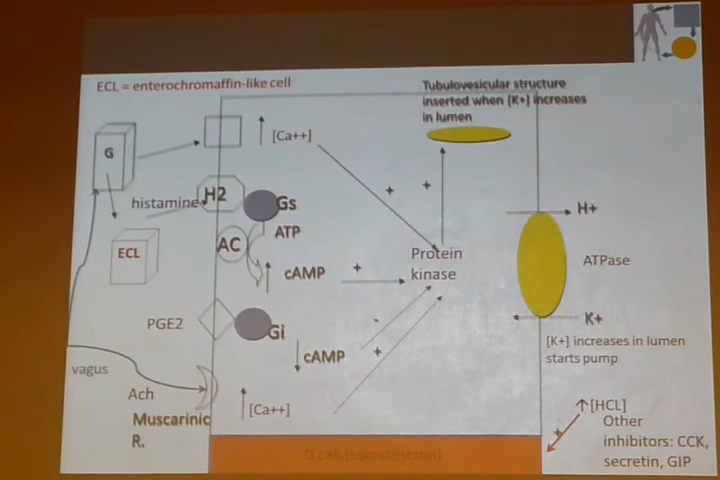 ECL = enterochromaffin-like cell
Tubulovesicular structure
inserted when [K+] increases
in lumen
[Ca++]
G
histamine
H2
Gs
H+
ECL
AC
ATP
cAMP
+
+
+
Protein
kinase
ATPase
PGE2
Gi
cAMP
-
+
K+
[K+] increases in lumen
starts pump
vagus
Ach
Muscarinic
R.
[Ca++]
[HCL]
+
Other
inhibitors: CCK,
secretin, GIP
D cell (somatostatin)